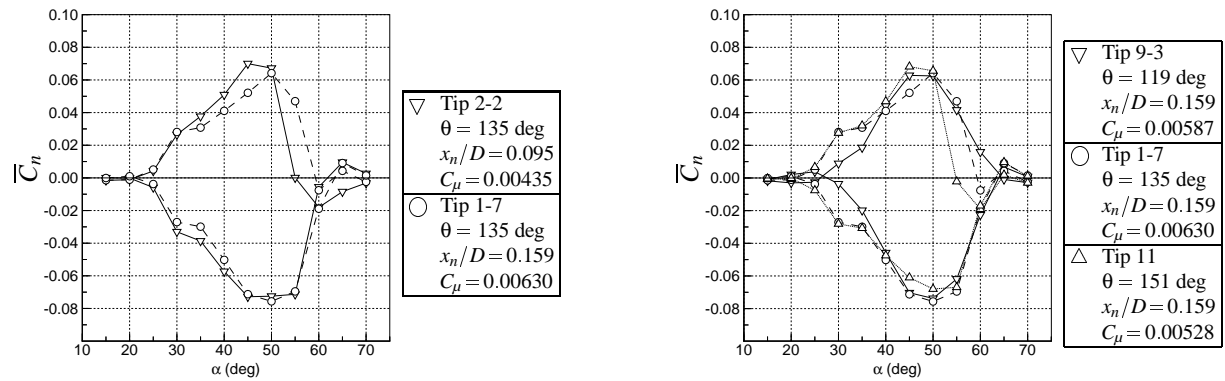 0.10
0.08
0.06
0.04
0.02
0.00
-0.02
-0.04
-0.06
-0.08
C̅n
10 20 30 40 50 60 70
α (deg)
Tip 2-2
θ = 135 deg
xn/D = 0.095
Cμ = 0.00435
Tip 1-7
θ = 135 deg
xn/D = 0.159
Cμ = 0.00630
0.10
0.08
0.06
0.04
0.02
0.00
-0.02
-0.04
-0.06
-0.08
C̅n
10 20 30 40 50 60 70
α (deg)
Tip 9-3
θ = 119 deg
xn/D = 0.159
Cμ = 0.00587
Tip 1-7
θ = 135 deg
xn/D = 0.159
Cμ = 0.00630
Tip 11
θ = 151 deg
xn/D = 0.159
Cμ = 0.00528